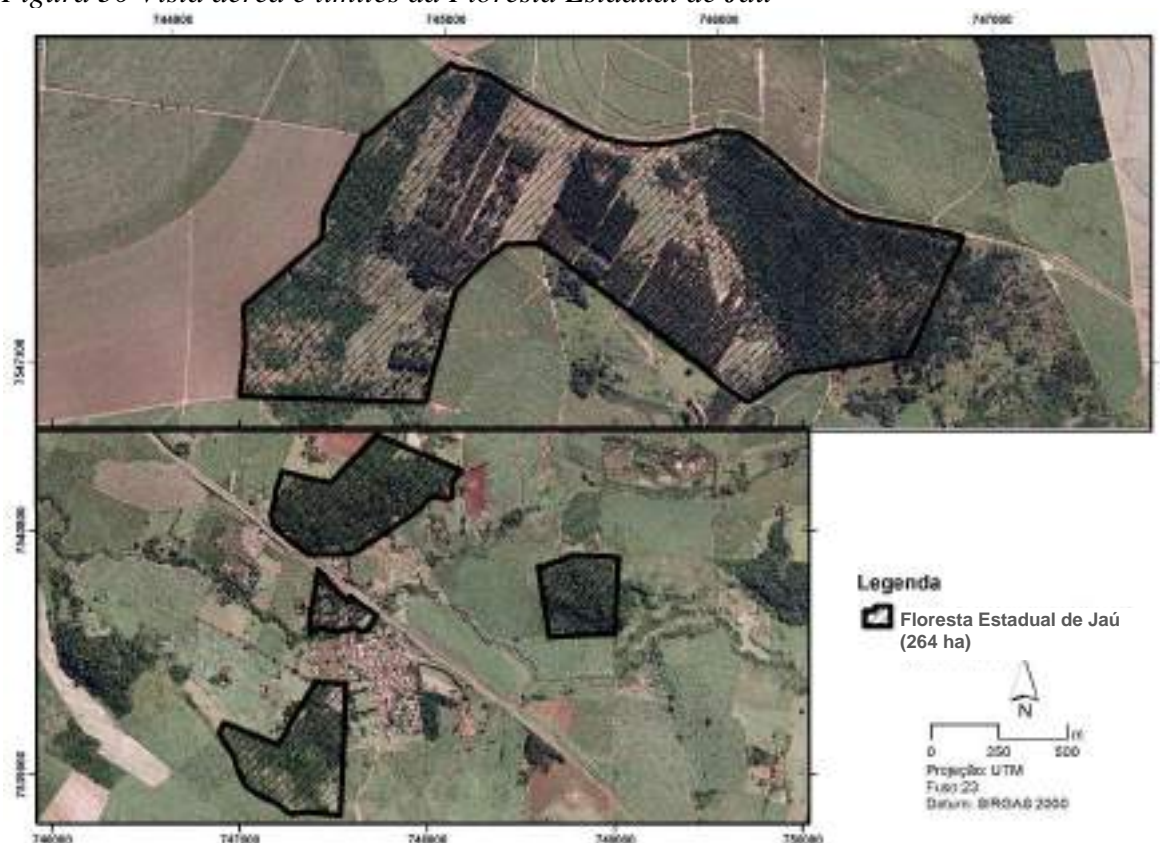 Figura 30 Vista aérea e limites da Floresta Estadual de Jaú
744000 745000 746000 747000
Legenda
Floresta Estadual de Jaú
(264 ha)
N
m
0 250 500
Projeção: UTM
Fuso 23
Datum: SIRGAS 2000
746000 747000 748000 749000 750000